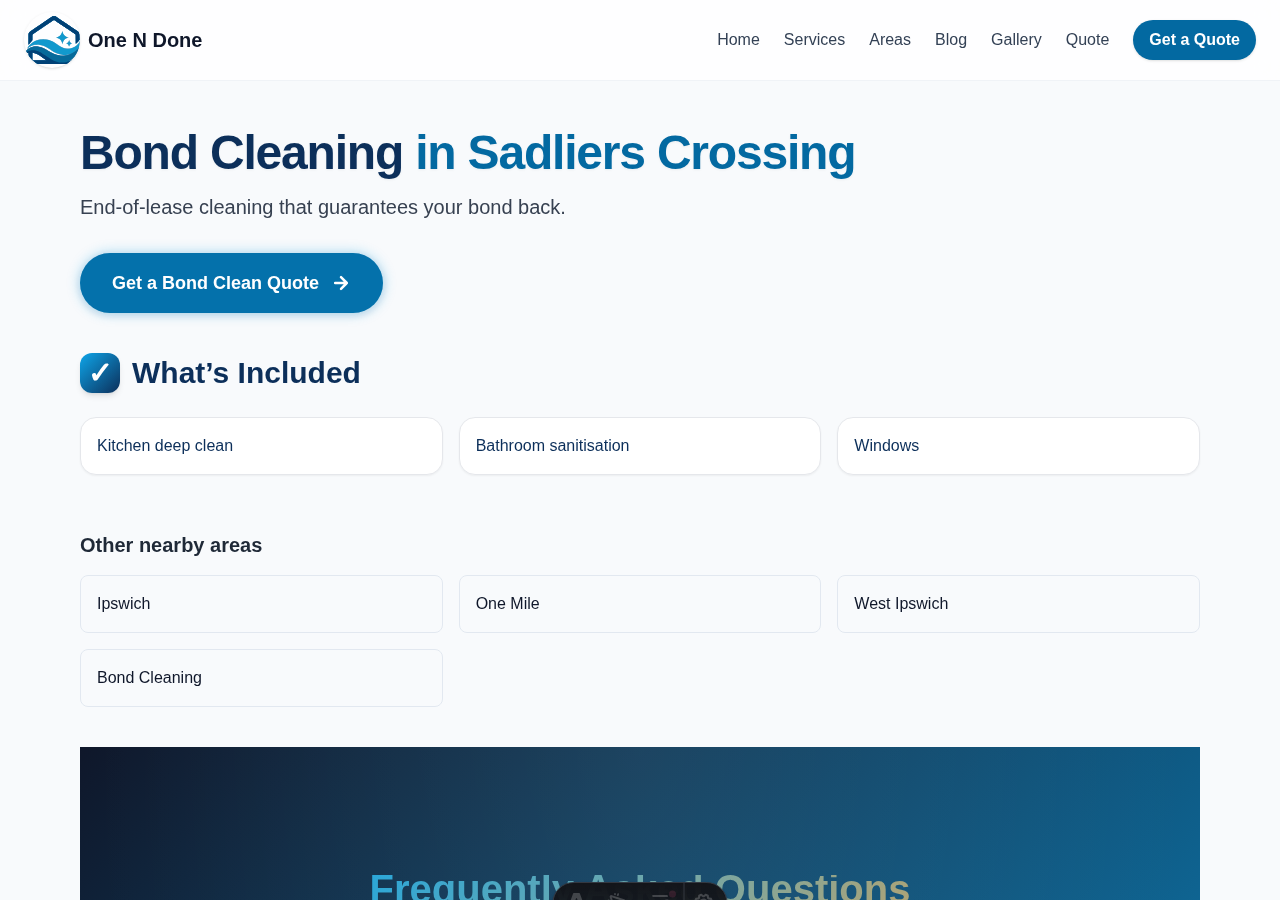 One N Done
Home Services Areas Blog Gallery Quote Get a Quote
Bond Cleaning in Sadliers Crossing
End-of-lease cleaning that guarantees your bond back.
Get a Bond Clean Quote →
✓ What’s Included
Kitchen deep clean Bathroom sanitisation Windows
Other nearby areas
Ipswich One Mile West Ipswich
Bond Cleaning
Frequently Asked Questions